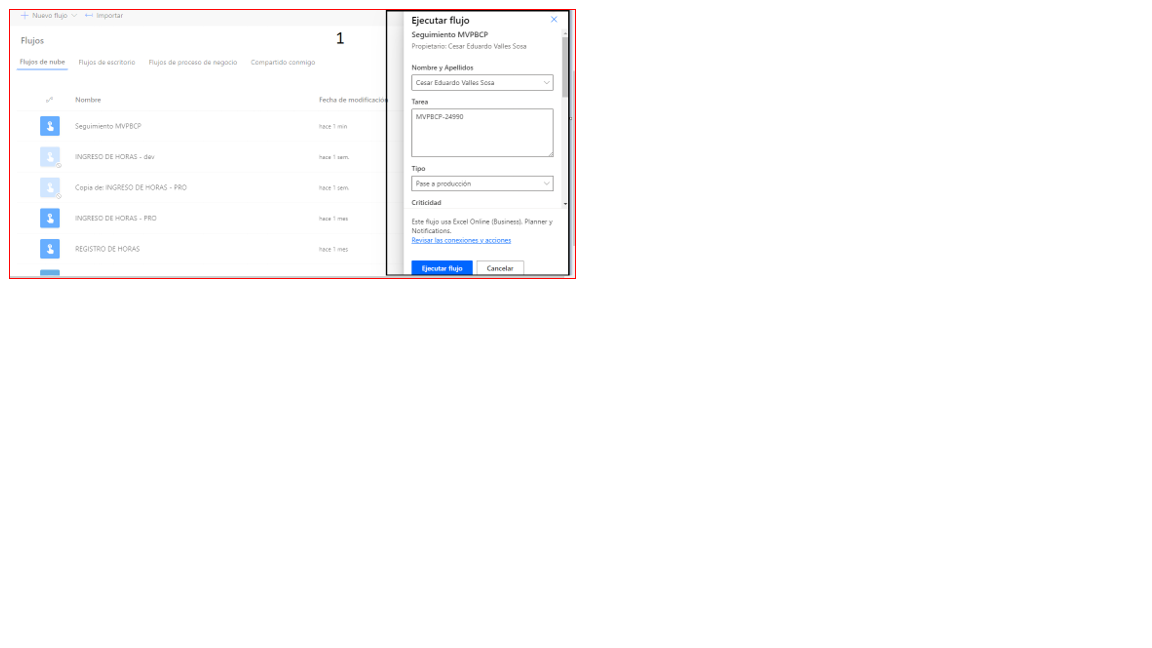 Nuevo flujo
Importar
Flujos
1
Flujos de nube
Flujos de escritorio
Flujos de proceso de negocio
Compartido conmigo
Nombre
Fecha de modificación
Seguimiento MVPBCP
hace 1 min
INGRESO DE HORAS - dev
hace 1 sem.
Copia de: INGRESO DE HORAS - PRO
hace 1 sem.
INGRESO DE HORAS - PRO
hace 1 mes
REGISTRO DE HORAS
hace 1 mes
Ejecutar flujo
Seguimiento MVPBCP
Propietario: Cesar Eduardo Valles Sosa
Nombre y Apellidos
Cesar Eduardo Valles Sosa
Tarea
MVPBCP-24990
Tipo
Pase a producción
Criticidad
Este flujo usa Excel Online (Business), Planner y
Notifications.
Revisar las conexiones y acciones
Ejecutar flujo
Cancelar